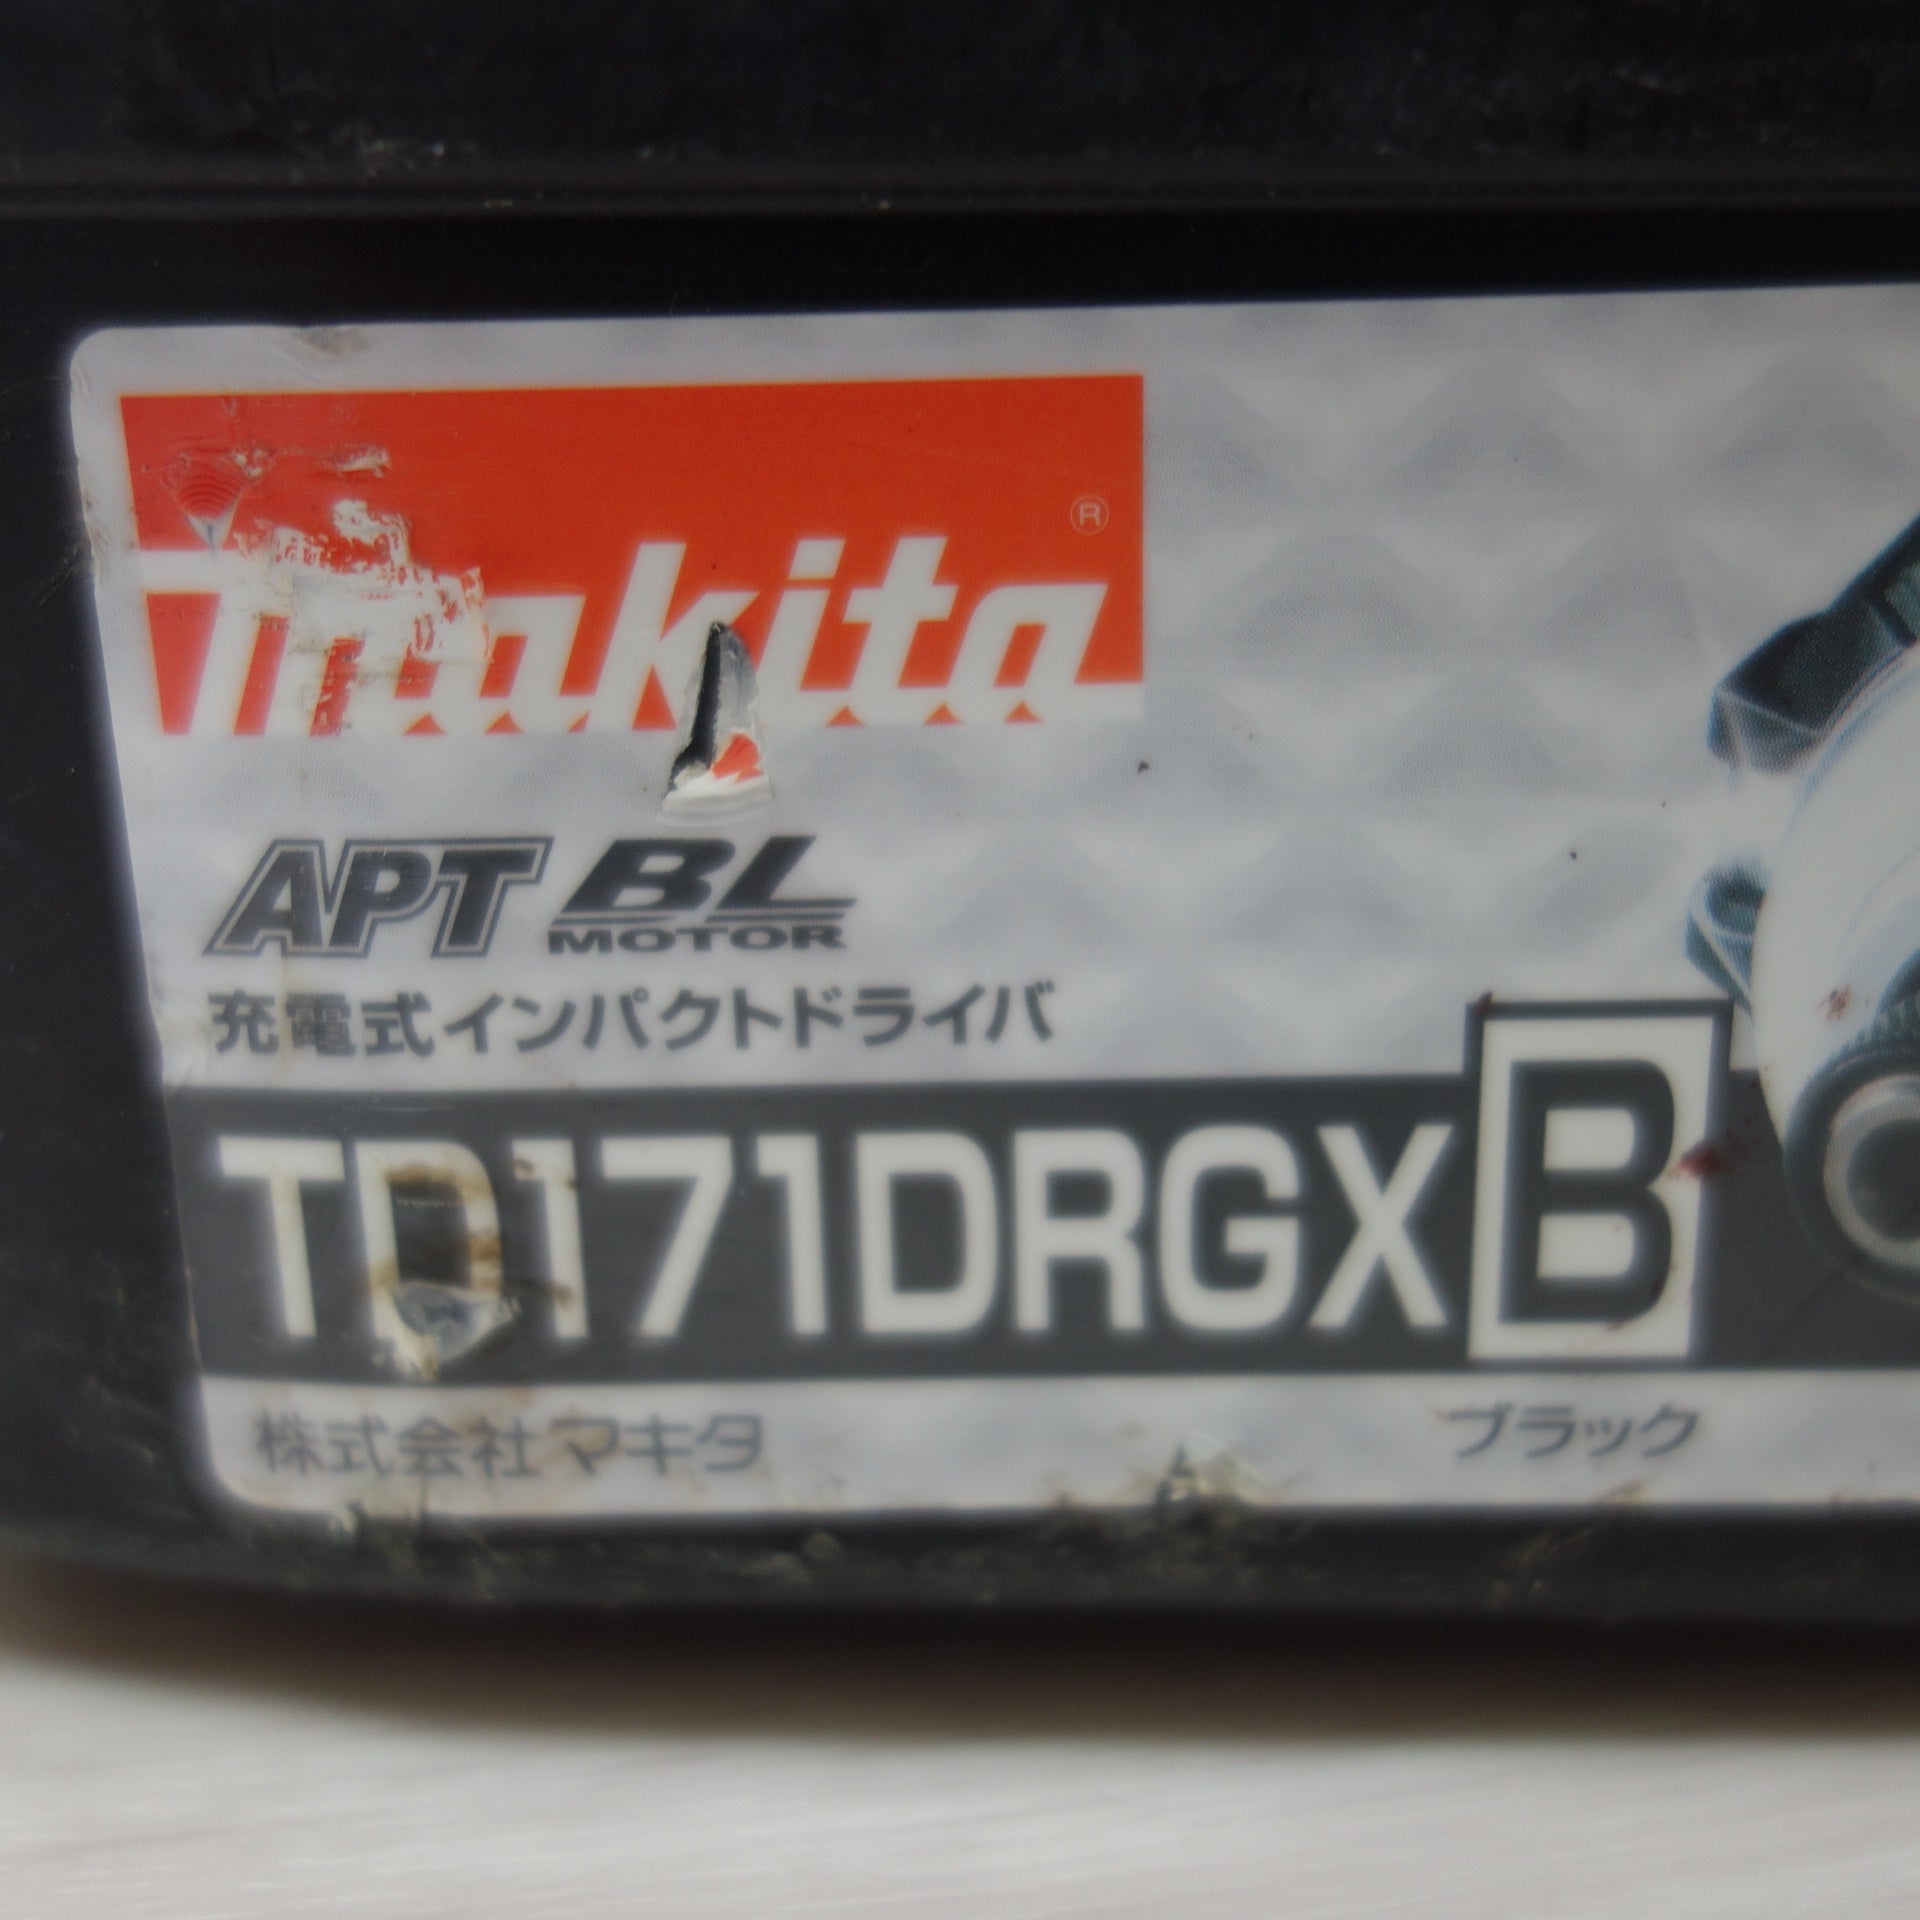 makita®
APT BL MOTOR
充電式インパクトドライバ
TD171DRGXB
株式会社マキタ ブラック